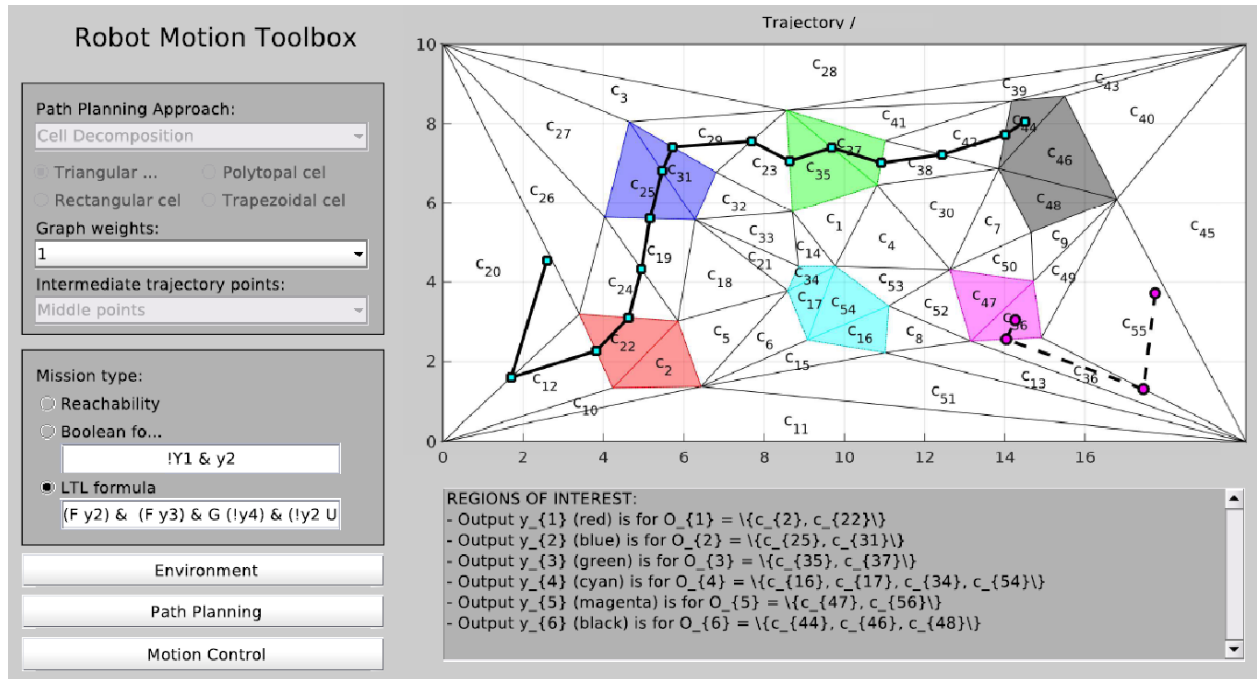 Robot Motion Toolbox
Path Planning Approach:
Cell Decomposition
Triangular ...
Polytopal cel
Rectangular cel
Trapezoidal cel
Graph weights:
1
Intermediate trajectory points:
Middle points
Mission type:
Reachability
Boolean fo...
!Y1 & y2
LTL formula
(F y2) & (F y3) & G (!y4) & (!y2 U
Environment
Path Planning
Motion Control
Trajectory /
10
8
6
4
2
0
0 2 4 6 8 10 12 14 16
c28
c3
c39
c43
c27
c29
c41
c40
c44
c42
c37
c46
c23
c38
c35
c31
c25
c26
c48
c32
c30
c1
c7
c33
c4
c9
c45
c14
c19
c21
c50
c20
c49
c34
c18
c53
c24
c17
c47
c54
c52
c56
c55
c5
c6
c16
c8
c22
c2
c15
c12
c13
c36
c51
c10
c11
REGIONS OF INTEREST:
- Output y_{1} (red) is for O_{1} = \{c_{2}, c_{22}\}
- Output y_{2} (blue) is for O_{2} = \{c_{25}, c_{31}\}
- Output y_{3} (green) is for O_{3} = \{c_{35}, c_{37}\}
- Output y_{4} (cyan) is for O_{4} = \{c_{16}, c_{17}, c_{34}, c_{54}\}
- Output y_{5} (magenta) is for O_{5} = \{c_{47}, c_{56}\}
- Output y_{6} (black) is for O_{6} = \{c_{44}, c_{46}, c_{48}\}